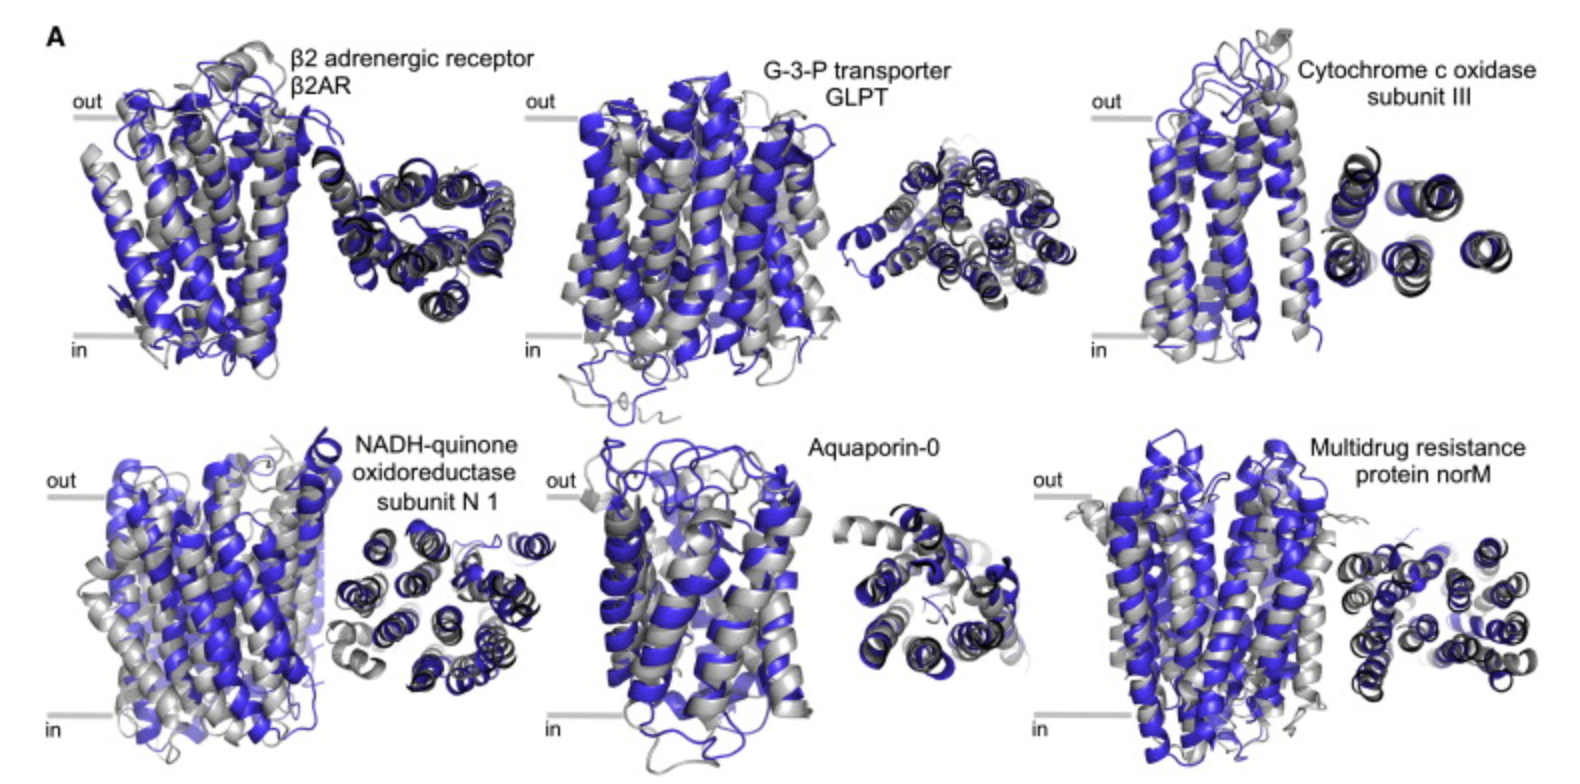 A
β2 adrenergic receptor
β2AR
out
in
G-3-P transporter
GLPT
out
in
Cytochrome c oxidase
subunit III
out
in
NADH-quinone
oxidoreductase
subunit N 1
out
in
Aquaporin-0
out
in
Multidrug resistance
protein norM
out
in